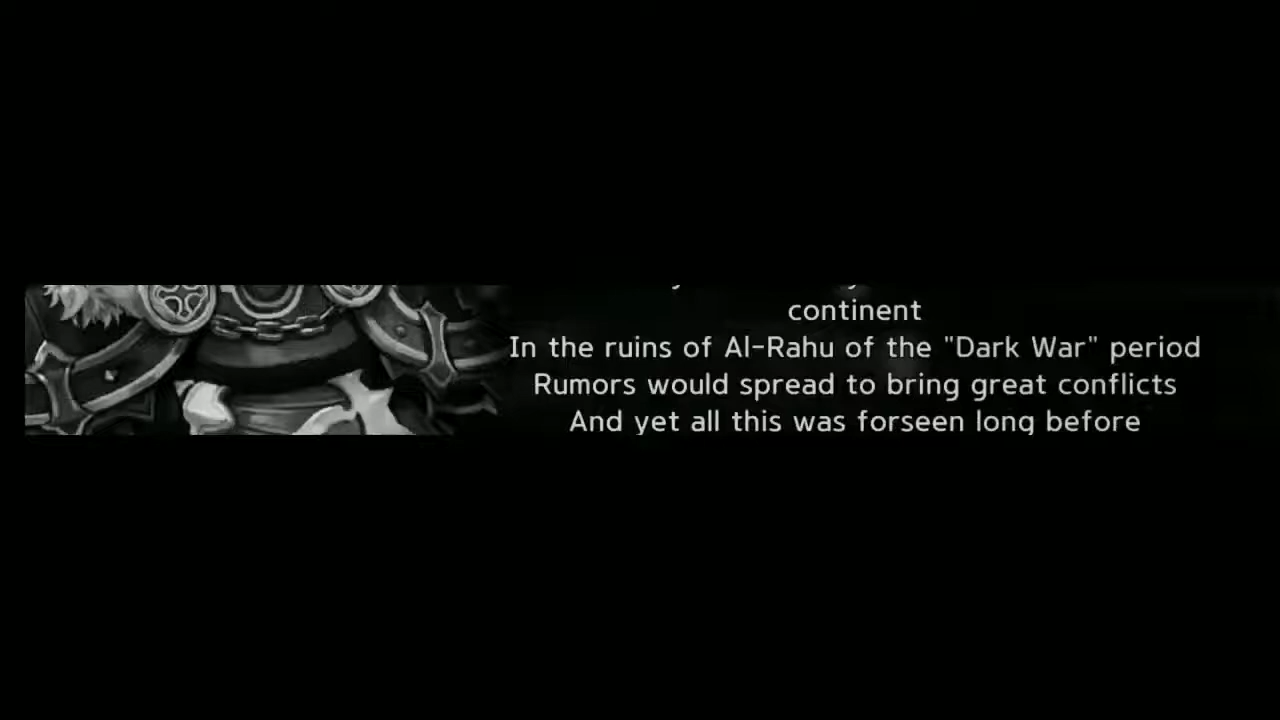 continent
In the ruins of Al-Rahu of the "Dark War" period
Rumors would spread to bring great conflicts
And yet all this was forseen long before